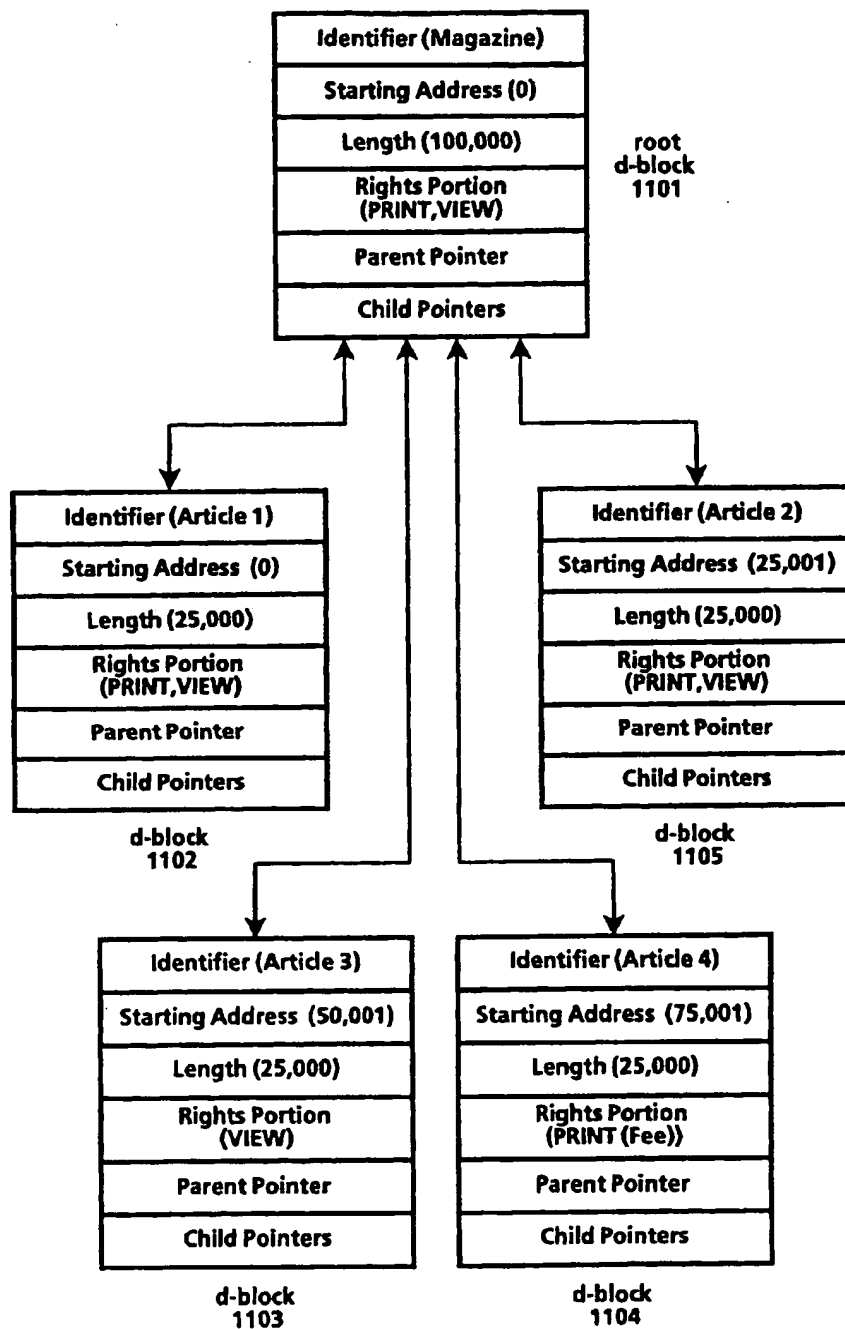 Identifier (Magazine)
Starting Address (0)
Length (100,000)
Rights Portion
(PRINT,VIEW)
Parent Pointer
Child Pointers
root
d-block
1101
Identifier (Article 1)
Starting Address (0)
Length (25,000)
Rights Portion
(PRINT,VIEW)
Parent Pointer
Child Pointers
d-block
1102
Identifier (Article 2)
Starting Address (25,001)
Length (25,000)
Rights Portion
(PRINT,VIEW)
Parent Pointer
Child Pointers
d-block
1105
Identifier (Article 3)
Starting Address (50,001)
Length (25,000)
Rights Portion
(VIEW)
Parent Pointer
Child Pointers
d-block
1103
Identifier (Article 4)
Starting Address (75,001)
Length (25,000)
Rights Portion
(PRINT (Fee))
Parent Pointer
Child Pointers
d-block
1104